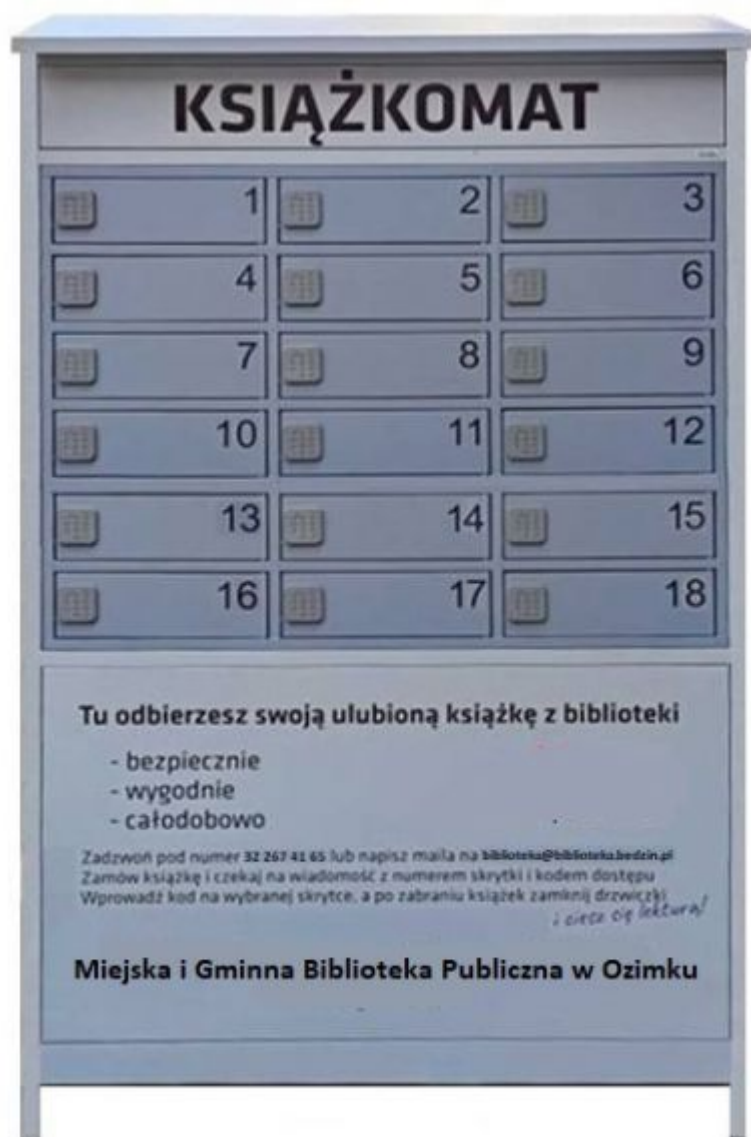 KSIĄŻKOMAT
1 2 3
4 5 6
7 8 9
10 11 12
13 14 15
16 17 18
Tu odbierzesz swoją ulubioną książkę z biblioteki
- bezpiecznie
- wygodnie
- całodobowo
Zadzwoń pod numer 32 267 41 65 lub napisz maila na biblioteka@biblioteka.bedzin.pl
Zamów książkę i czekaj na wiadomość z numerem skrytki i kodem dostępu
Wprowadź kod na wybranej skrytce, a po zabraniu książek zamknij drzwiczki
i ciesz się lekturą!
Miejska i Gminna Biblioteka Publiczna w Ozimku